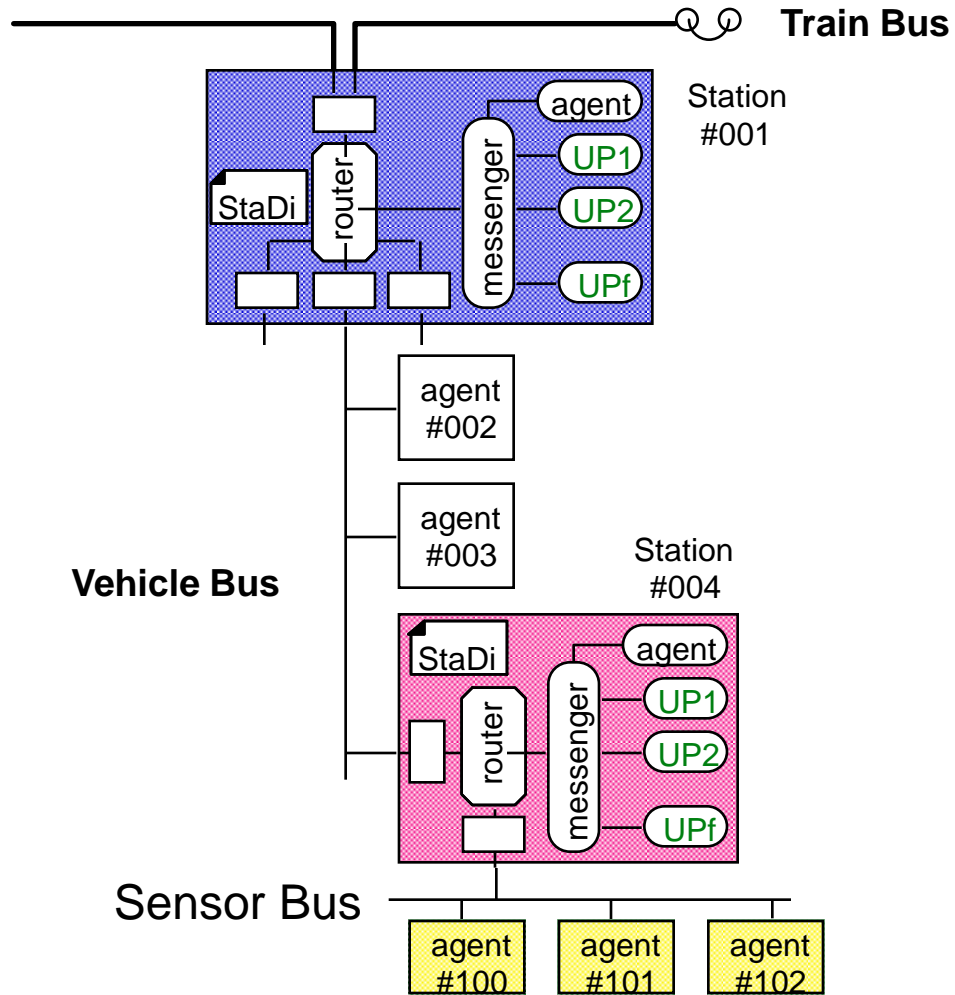 Train Bus
Station
#001
agent
UP1
UP2
UPf
messenger
router
StaDi
agent
#002
agent
#003
Vehicle Bus
Station
#004
StaDi
agent
UP1
UP2
UPf
messenger
router
Sensor Bus
agent
#100
agent
#101
agent
#102